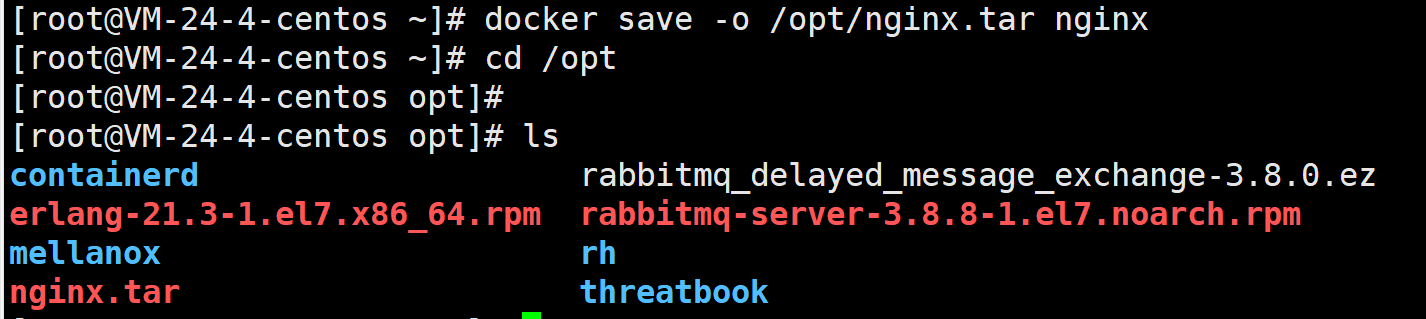 [root@VM-24-4-centos ~]# docker save -o /opt/nginx.tar nginx
[root@VM-24-4-centos ~]# cd /opt
[root@VM-24-4-centos opt]#
[root@VM-24-4-centos opt]# ls
containerd rabbitmq_delayed_message_exchange-3.8.0.ez
erlang-21.3-1.el7.x86_64.rpm rabbitmq-server-3.8.8-1.el7.noarch.rpm
mellanox rh
nginx.tar threatbook